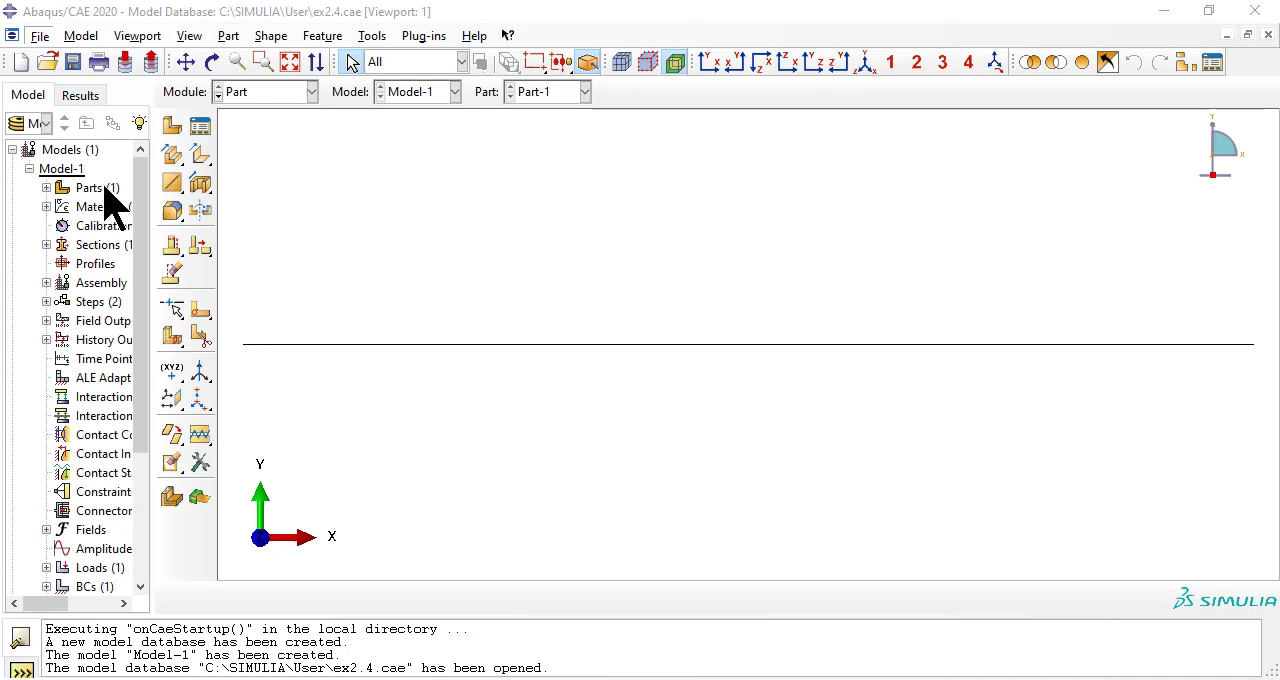 Abaqus/CAE 2020 - Model Database: C:\SIMULIA\User\ex2.4.cae [Viewport: 1]
File Model Viewport View Part Shape Feature Tools Plug-ins Help
All
1 2 3 4
Model Results
Module: Part Model: Model-1 Part: Part-1
Models (1)
Model-1
Parts (1)
Calibration
Sections (1
Profiles
Assembly
Steps (2)
Field Outp
History Ou
Time Point
ALE Adapt
Interaction
Interaction
Contact Co
Contact In
Contact St
Constraint
Connector
Fields
Amplitude
Loads (1)
BCs (1)
(XYZ)
Y
X
Y
Z
X
SIMULIA
Executing "onCaeStartup()" in the local directory ...
A new model database has been created.
The model "Model-1" has been created.
The model database "C:\SIMULIA\User\ex2.4.cae" has been opened.
>>>